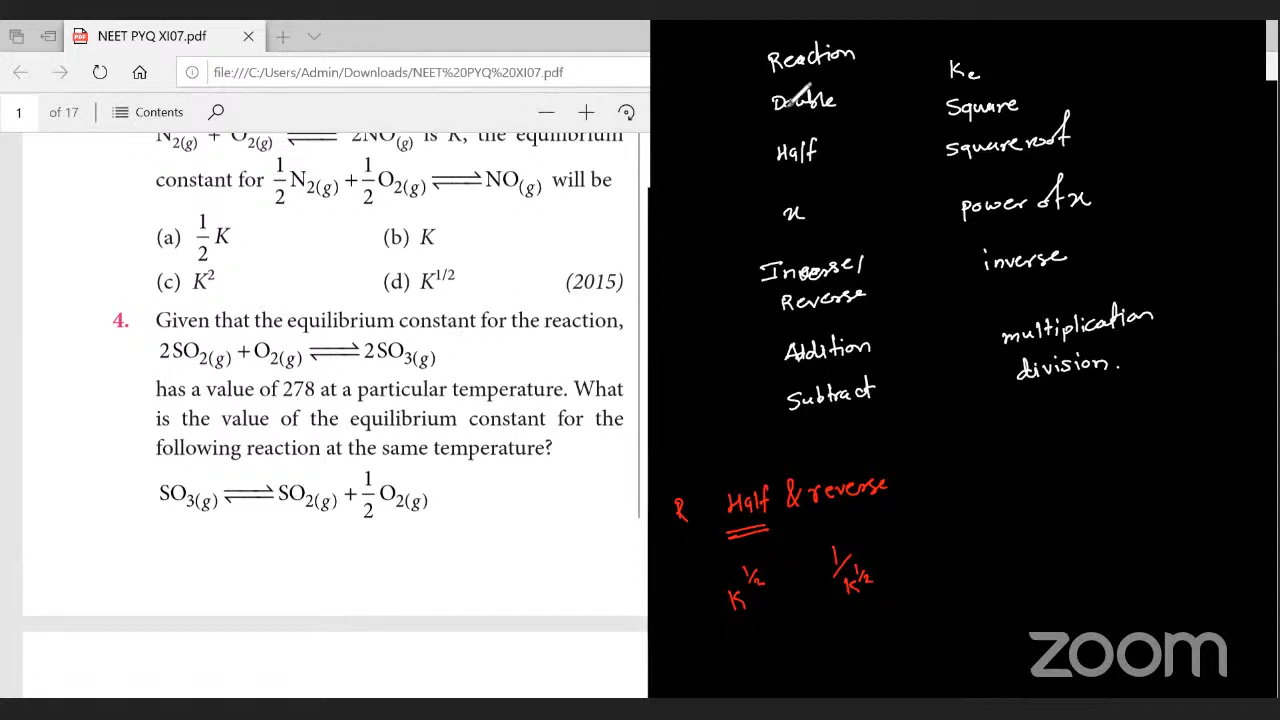 NEET PYQ XI07.pdf
file:///C:/Users/Admin/Downloads/NEET%20PYQ%20XI07.pdf
1 of 17 Contents
N2(g) + O2(g) ⇌ 2NO(g) is K, the equilibrium
constant for 1/2 N2(g) + 1/2 O2(g) ⇌ NO(g) will be
(a) 1/2 K (b) K
(c) K² (d) K^1/2 (2015)
4. Given that the equilibrium constant for the reaction,
2SO2(g) + O2(g) ⇌ 2SO3(g)
has a value of 278 at a particular temperature. What
is the value of the equilibrium constant for the
following reaction at the same temperature?
SO3(g) ⇌ SO2(g) + 1/2 O2(g)
Reaction Kc
Double Square
Half square root
x power of x
Inverse/ inverse
Reverse
Addition multiplication
Subtract division.
Half & reverse
K^1/2 1/K^1/2
zoom